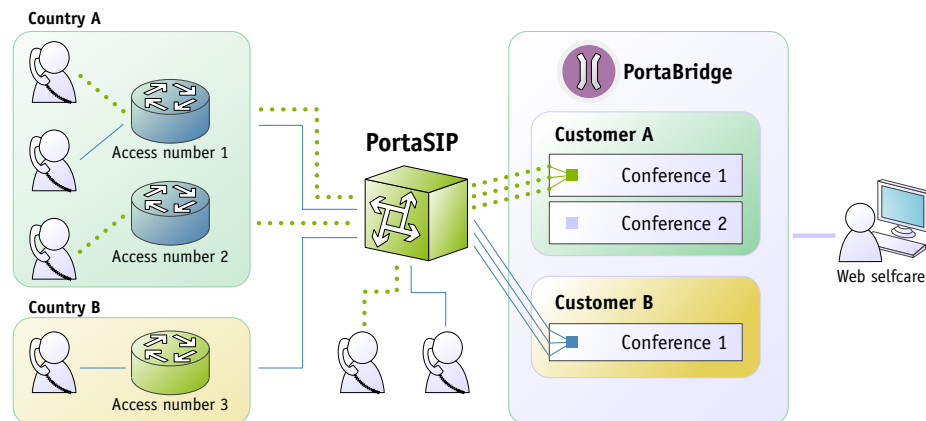 Country A
Access number 1
Access number 2
Country B
Access number 3
PortaSIP
PortaBridge
Customer A
Conference 1
Conference 2
Customer B
Conference 1
Web selfcare